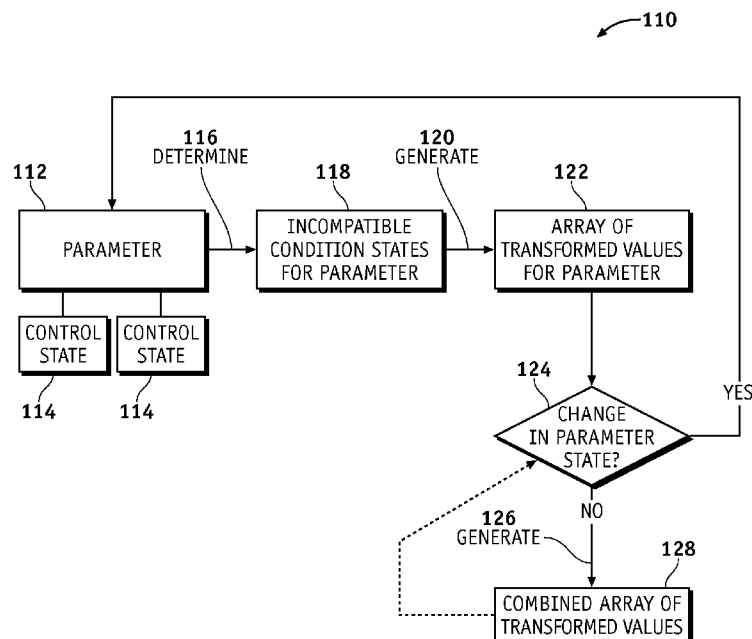 110
116
DETERMINE
120
GENERATE
112
118
122
PARAMETER
INCOMPATIBLE
CONDITION STATES
FOR PARAMETER
ARRAY OF
TRANSFORMED VALUES
FOR PARAMETER
CONTROL
STATE
CONTROL
STATE
114
114
124
CHANGE
IN PARAMETER
STATE?
YES
NO
126
GENERATE
128
COMBINED ARRAY OF
TRANSFORMED VALUES